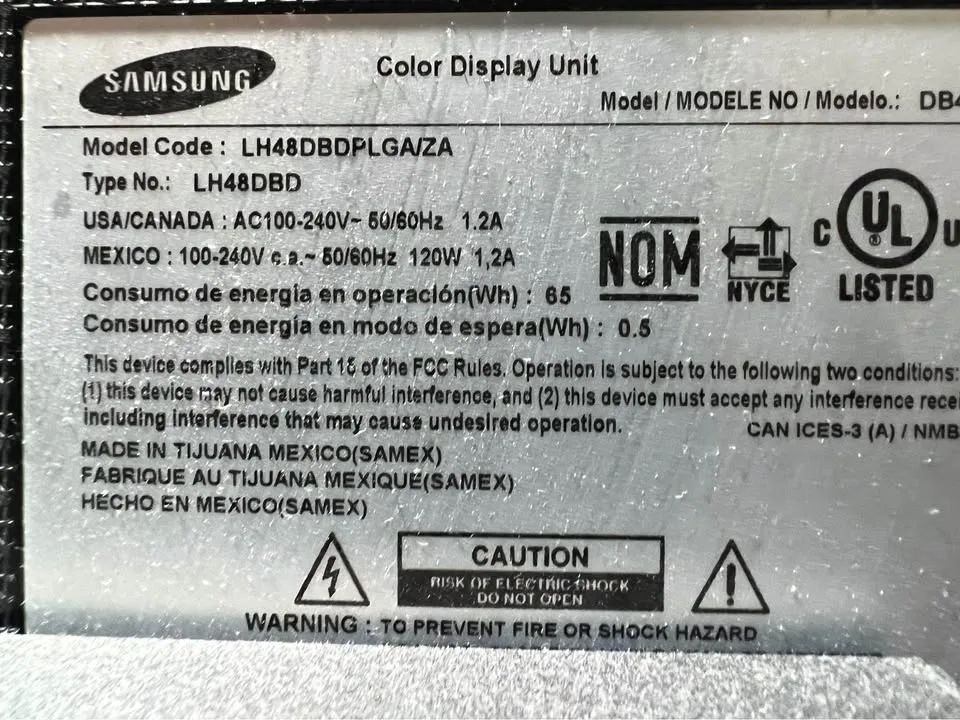 SAMSUNG
Color Display Unit
Model / MODELE NO / Modelo.: DB4
Model Code : LH48DBDPLGA/ZA
Type No.: LH48DBD
USA/CANADA : AC100-240V~ 50/60Hz 1.2A
MEXICO : 100-240V c.a.~ 50/60Hz 120W 1,2A
Consumo de energía en operación(Wh) : 65
Consumo de energía en modo de espera(Wh) : 0.5
NOM
NYCE
C UL ® U
LISTED
This device complies with Part 15 of the FCC Rules. Operation is subject to the following two conditions:
(1) this device may not cause harmful interference, and (2) this device must accept any interference recei
including interference that may cause undesired operation.
CAN ICES-3 (A) / NMB
MADE IN TIJUANA MEXICO(SAMEX)
FABRIQUE AU TIJUANA MEXIQUE(SAMEX)
HECHO EN MEXICO(SAMEX)
CAUTION
RISK OF ELECTRIC SHOCK
DO NOT OPEN
WARNING : TO PREVENT FIRE OR SHOCK HAZARD